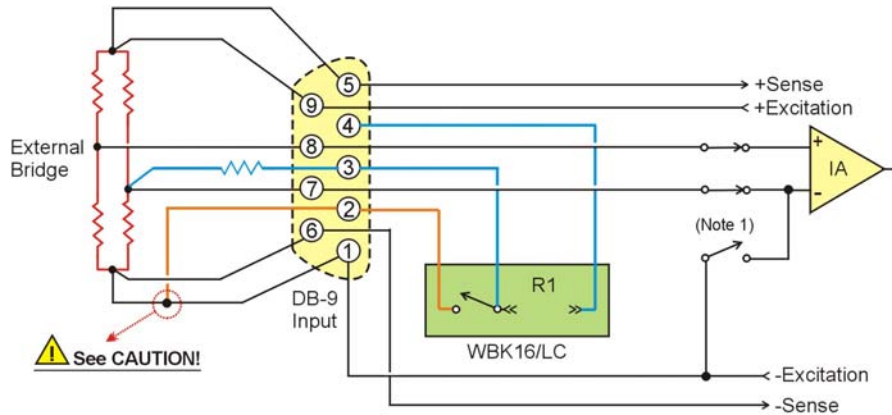 5
+Sense
9
+Excitation
4
External
Bridge
8
+
IA
3
7
-
2
(Note 1)
6
1
R1
DB-9
Input
WBK16/LC
! See CAUTION!
-Excitation
-Sense